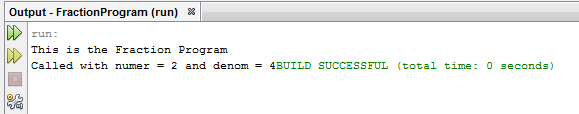 Output - FractionProgram (run)
run:
This is the Fraction Program
Called with numer = 2 and denom = 4BUILD SUCCESSFUL (total time: 0 seconds)